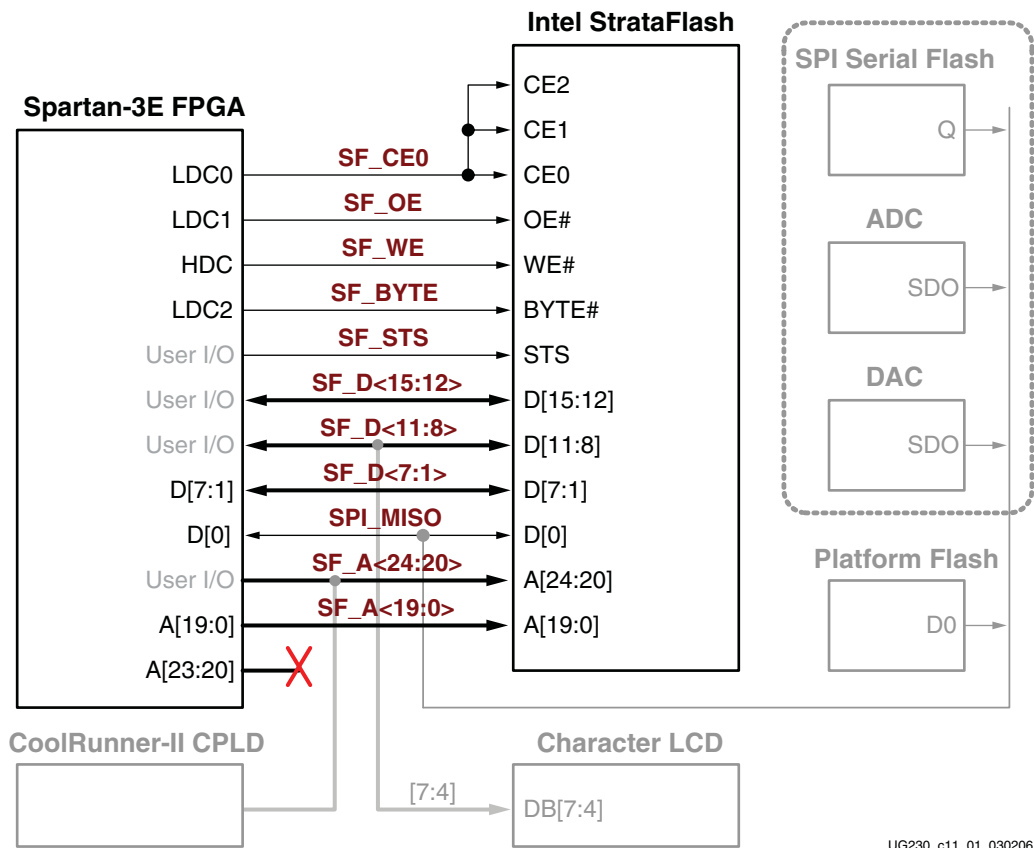 Intel StrataFlash
SPI Serial Flash
Spartan-3E FPGA
CE2
CE1
Q
LDC0
SF_CE0
CE0
LDC1
SF_OE
OE#
ADC
HDC
SF_WE
WE#
SDO
LDC2
SF_BYTE
BYTE#
User I/O
SF_STS
STS
DAC
User I/O
SF_D<15:12>
D[15:12]
User I/O
SF_D<11:8>
D[11:8]
SDO
D[7:1]
SF_D<7:1>
D[7:1]
D[0]
SPI_MISO
D[0]
Platform Flash
User I/O
SF_A<24:20>
A[24:20]
A[19:0]
SF_A<19:0>
A[19:0]
D0
A[23:20]
CoolRunner-II CPLD
Character LCD
[7:4]
DB[7:4]
UG230_c11_01_030206